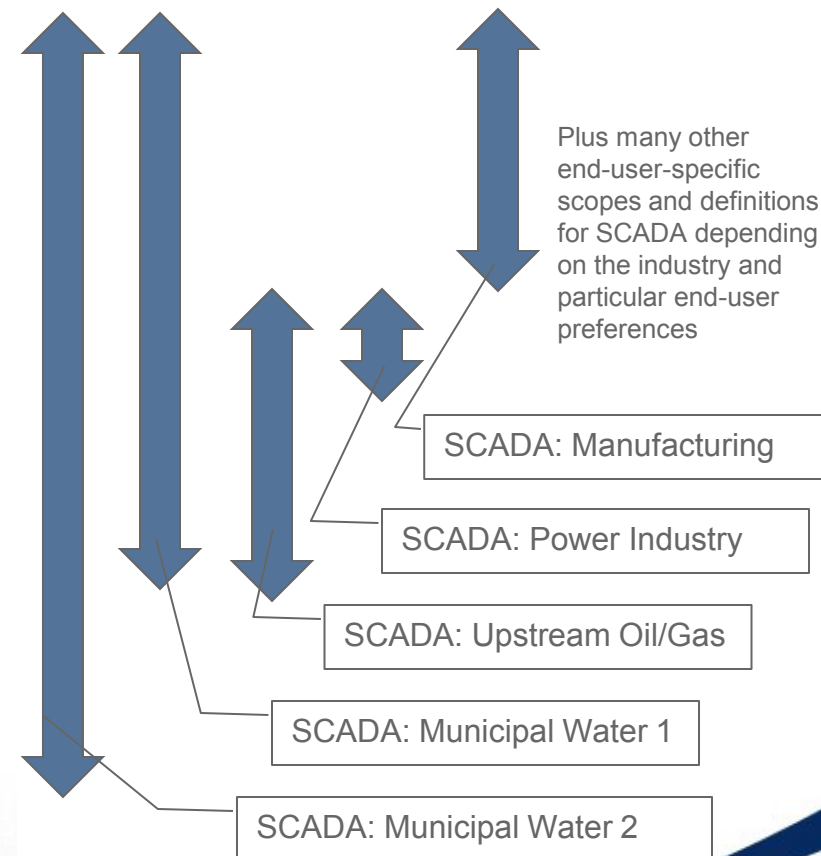 Plus many other
end-user-specific
scopes and definitions
for SCADA depending
on the industry and
particular end-user
preferences
SCADA: Manufacturing
SCADA: Power Industry
SCADA: Upstream Oil/Gas
SCADA: Municipal Water 1
SCADA: Municipal Water 2